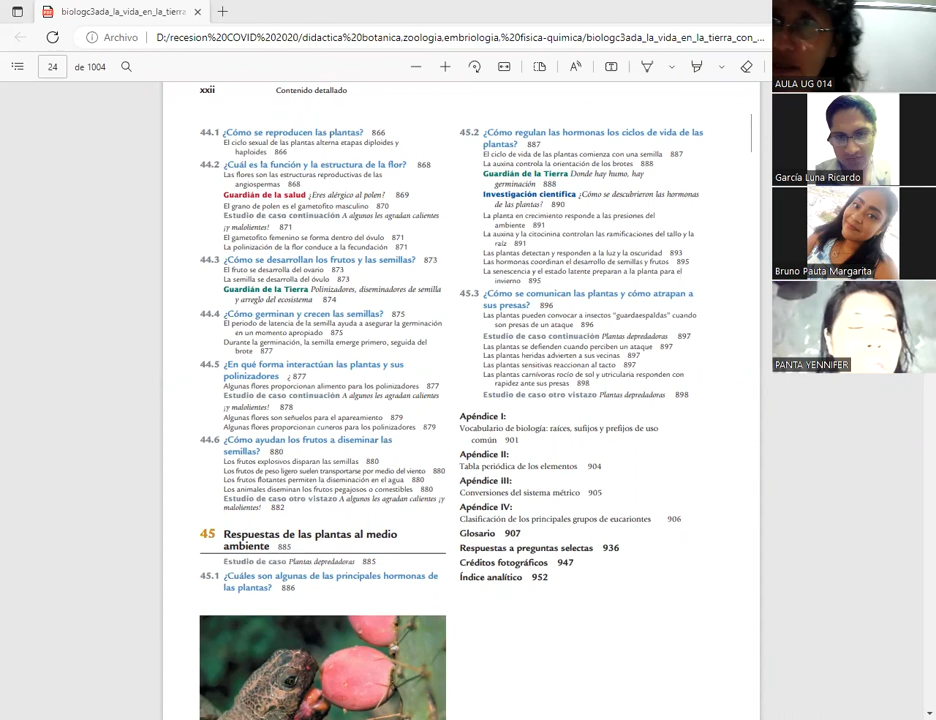 biologc3ada_la_vida_en_la_tierra
Archivo
D:/recesion%20COVID%202020/didactica%20botanica,zoologia,embriologia,%20fisica-quimica/biologc3ada_la_vida_en_la_tierra_con_...
24
de 1004
xxii Contenido detallado
44.1 ¿Cómo se reproducen las plantas? 866
El ciclo sexual de las plantas alterna etapas diploides y
haploides 866
44.2 ¿Cuál es la función y la estructura de la flor? 868
Las flores son las estructuras reproductivas de las
angiospermas 868
Guardián de la salud ¿Eres alérgico al polen? 869
El grano de polen es el gametofito masculino 870
Estudio de caso continuación A algunos les agradan calientes
¡y malolientes! 871
El gametofito femenino se forma dentro del óvulo 871
La polinización de la flor conduce a la fecundación 871
44.3 ¿Cómo se desarrollan los frutos y las semillas? 873
El fruto se desarrolla del ovario 873
La semilla se desarrolla del óvulo 873
Guardián de la Tierra Polinizadores, diseminadores de semilla
y arreglo del ecosistema 874
44.4 ¿Cómo germinan y crecen las semillas? 875
El periodo de latencia de la semilla ayuda a asegurar la germinación
en un momento apropiado 875
Durante la germinación, la semilla emerge primero, seguida del
brote 877
44.5 ¿En qué forma interactúan las plantas y sus
polinizadores ¿ 877
Algunas flores proporcionan alimento para los polinizadores 877
Estudio de caso continuación A algunos les agradan calientes
¡y malolientes! 878
Algunas flores son señuelos para el apareamiento 879
Algunas flores proporcionan cuneros para los polinizadores 879
44.6 ¿Cómo ayudan los frutos a diseminar las
semillas? 880
Los frutos explosivos disparan las semillas 880
Los frutos de peso ligero suelen transportarse por medio del viento 880
Los frutos flotantes permiten la diseminación en el agua 880
Los animales diseminan los frutos pegajosos o comestibles 880
Estudio de caso otro vistazo A algunos les agradan calientes ¡y
malolientes! 882
45 Respuestas de las plantas al medio
ambiente 885
Estudio de caso Plantas depredadoras 885
45.1 ¿Cuáles son algunas de las principales hormonas de
las plantas? 886
45.2 ¿Cómo regulan las hormonas los ciclos de vida de las
plantas? 887
El ciclo de vida de las plantas comienza con una semilla 887
La auxina controla la orientación de los brotes 888
Guardián de la Tierra Donde hay humo, hay
germinación 888
Investigación científica ¿Cómo se descubrieron las hormonas
de las plantas? 890
La planta en crecimiento responde a las presiones del
ambiente 891
La auxina y la citocinina controlan las ramificaciones del tallo y la
raíz 891
Las plantas detectan y responden a la luz y la oscuridad 893
Las hormonas coordinan el desarrollo de semillas y frutos 895
La senescencia y el estado latente preparan a la planta para el
invierno 895
45.3 ¿Cómo se comunican las plantas y cómo atrapan a
sus presas? 896
Las plantas pueden convocar a insectos "guardaespaldas" cuando
son presas de un ataque 896
Estudio de caso continuación Plantas depredadoras 897
Las plantas se defienden cuando perciben un ataque 897
Las plantas heridas advierten a sus vecinas 897
Las plantas sensitivas reaccionan al tacto 897
Las plantas carnívoras rocío de sol y utricularia responden con
rapidez ante sus presas 898
Estudio de caso otro vistazo Plantas depredadoras 898
Apéndice I:
Vocabulario de biología: raíces, sufijos y prefijos de uso
común 901
Apéndice II:
Tabla periódica de los elementos 904
Apéndice III:
Conversiones del sistema métrico 905
Apéndice IV:
Clasificación de los principales grupos de eucariontes 906
Glosario 907
Respuestas a preguntas selectas 936
Créditos fotográficos 947
Índice analítico 952
AULA UG 014
García Luna Ricardo
Bruno Pauta Margarita
PANTA YENNIFER